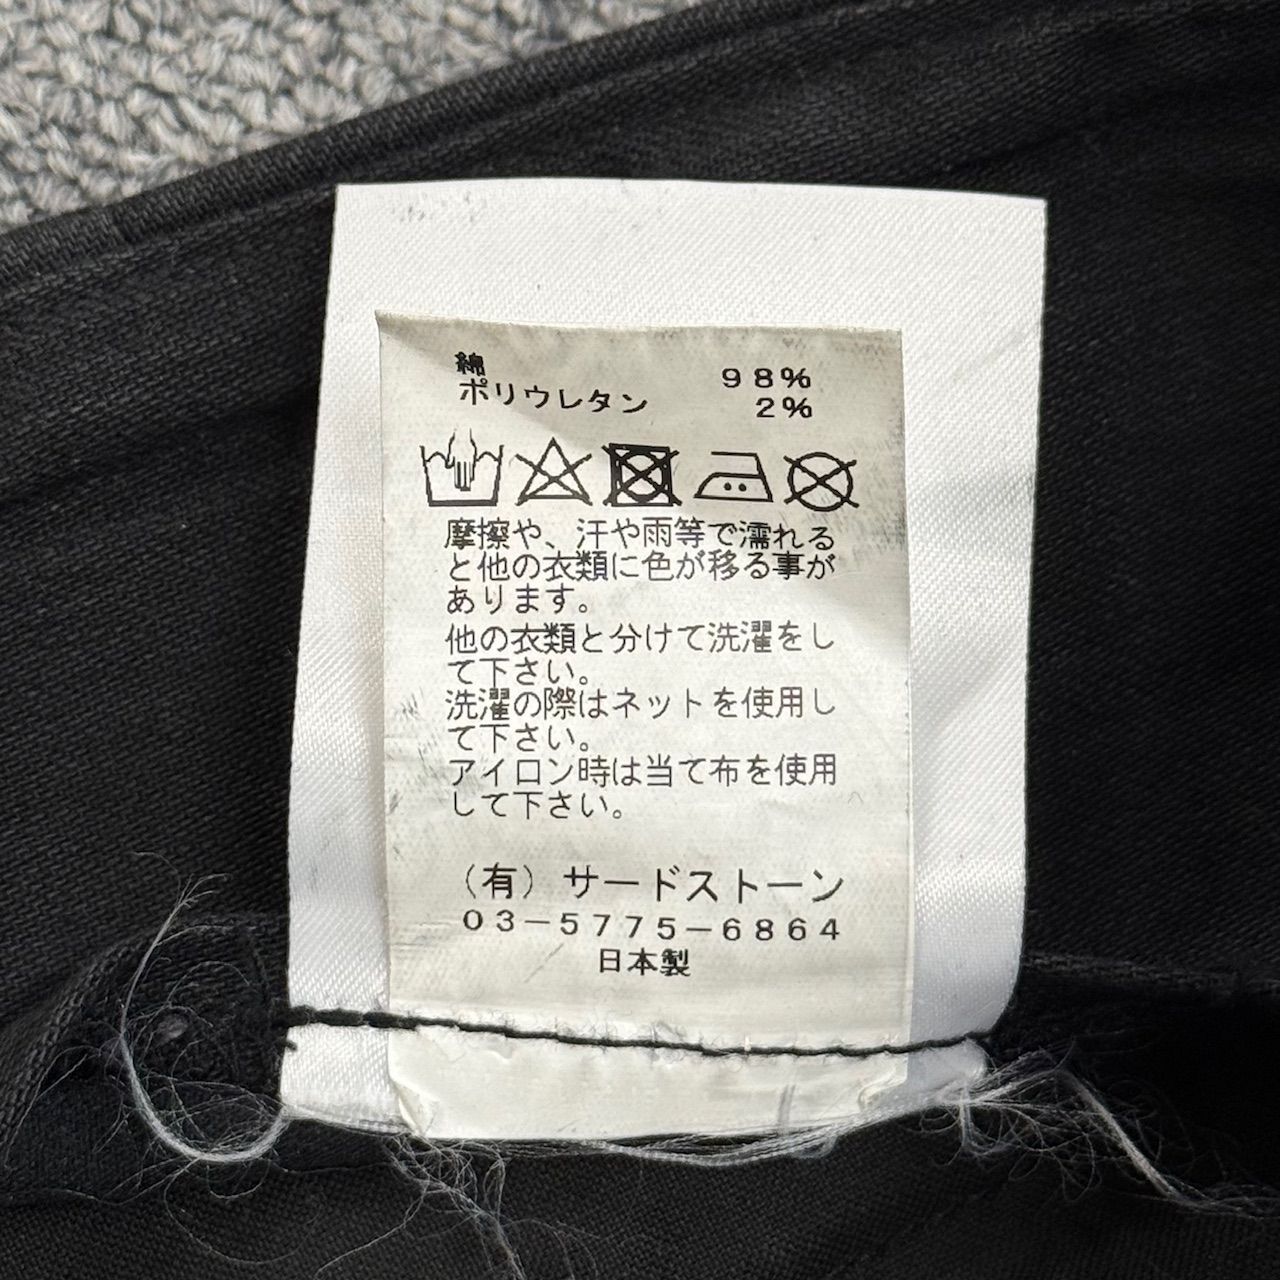 綿 98%
ポリウレタン 2%
摩擦や、汗や雨等で濡れる
と他の衣類に色が移る事が
あります。
他の衣類と分けて洗濯をし
て下さい。
洗濯の際はネットを使用し
て下さい。
アイロン時は当て布を使用
して下さい。
（有）サードストーン
03-5775-6864
日本製